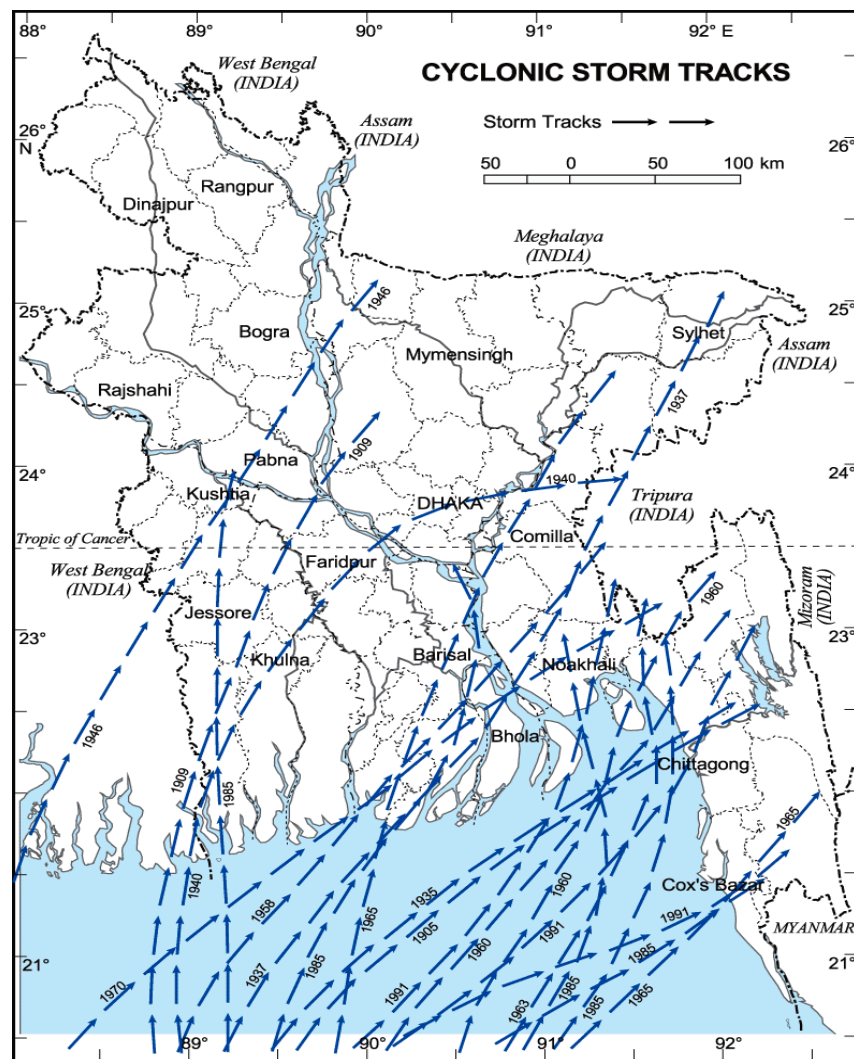 88°
89°
90°
91°
92° E
West Bengal
(INDIA)
CYCLONIC STORM TRACKS
Storm Tracks
Assam
(INDIA)
50
0
50
100 km
26°
N
26°
Rangpur
Dinajpur
Meghalaya
(INDIA)
25°
25°
1946
Bogra
Mymensingh
Sylhet
Assam
(INDIA)
Rajshahi
1937
1909
24°
24°
Pabna
Kushtia
DHAKA
1940
Tripura
(INDIA)
Comilla
Tropic of Cancer
West Bengal
(INDIA)
Faridpur
Mizoram
(INDIA)
1960
Jessore
23°
23°
Khulna
Barisal
Noakhali
1946
Bhola
Chittagong
1909
1985
1965
1940
1958
1935
1960
Cox's Bazar
1965
1905
1991
1991
MYANMAR
1960
1985
21°
21°
1970
1937
1985
1991
1963
1985
1985
1965
89°
90°
91°
92°